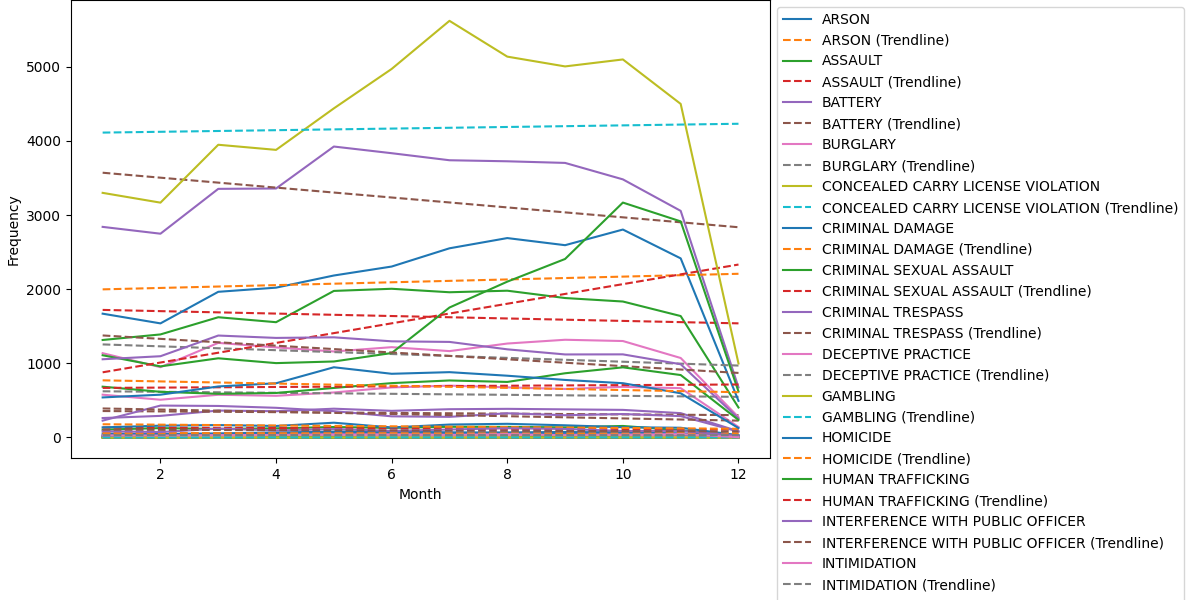 5000
4000
3000
2000
1000
0
Frequency
2
4
6
8
10
12
Month
ARSON
ARSON (Trendline)
ASSAULT
ASSAULT (Trendline)
BATTERY
BATTERY (Trendline)
BURGLARY
BURGLARY (Trendline)
CONCEALED CARRY LICENSE VIOLATION
CONCEALED CARRY LICENSE VIOLATION (Trendline)
CRIMINAL DAMAGE
CRIMINAL DAMAGE (Trendline)
CRIMINAL SEXUAL ASSAULT
CRIMINAL SEXUAL ASSAULT (Trendline)
CRIMINAL TRESPASS
CRIMINAL TRESPASS (Trendline)
DECEPTIVE PRACTICE
DECEPTIVE PRACTICE (Trendline)
GAMBLING
GAMBLING (Trendline)
HOMICIDE
HOMICIDE (Trendline)
HUMAN TRAFFICKING
HUMAN TRAFFICKING (Trendline)
INTERFERENCE WITH PUBLIC OFFICER
INTERFERENCE WITH PUBLIC OFFICER (Trendline)
INTIMIDATION
INTIMIDATION (Trendline)